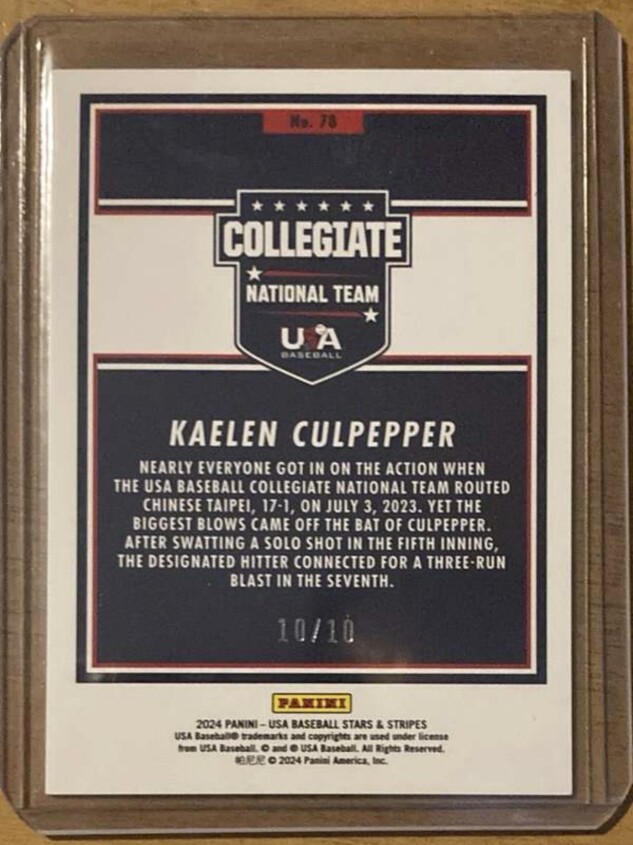 No. 78
COLLEGIATE
NATIONAL TEAM
USA
BASEBALL
KAELEN CULPEPPER
NEARLY EVERYONE GOT IN ON THE ACTION WHEN
THE USA BASEBALL COLLEGIATE NATIONAL TEAM ROUTED
CHINESE TAIPEI, 17-1, ON JULY 3, 2023. YET THE
BIGGEST BLOWS CAME OFF THE BAT OF CULPEPPER.
AFTER SWATTING A SOLO SHOT IN THE FIFTH INNING,
THE DESIGNATED HITTER CONNECTED FOR A THREE-RUN
BLAST IN THE SEVENTH.
10/10
PANINI
2024 PANINI – USA BASEBALL STARS & STRIPES
USA Baseball® trademarks and copyrights are used under license
from USA Baseball. © and ® USA Baseball. All Rights Reserved.
帕尼尼 © 2024 Panini America, Inc.